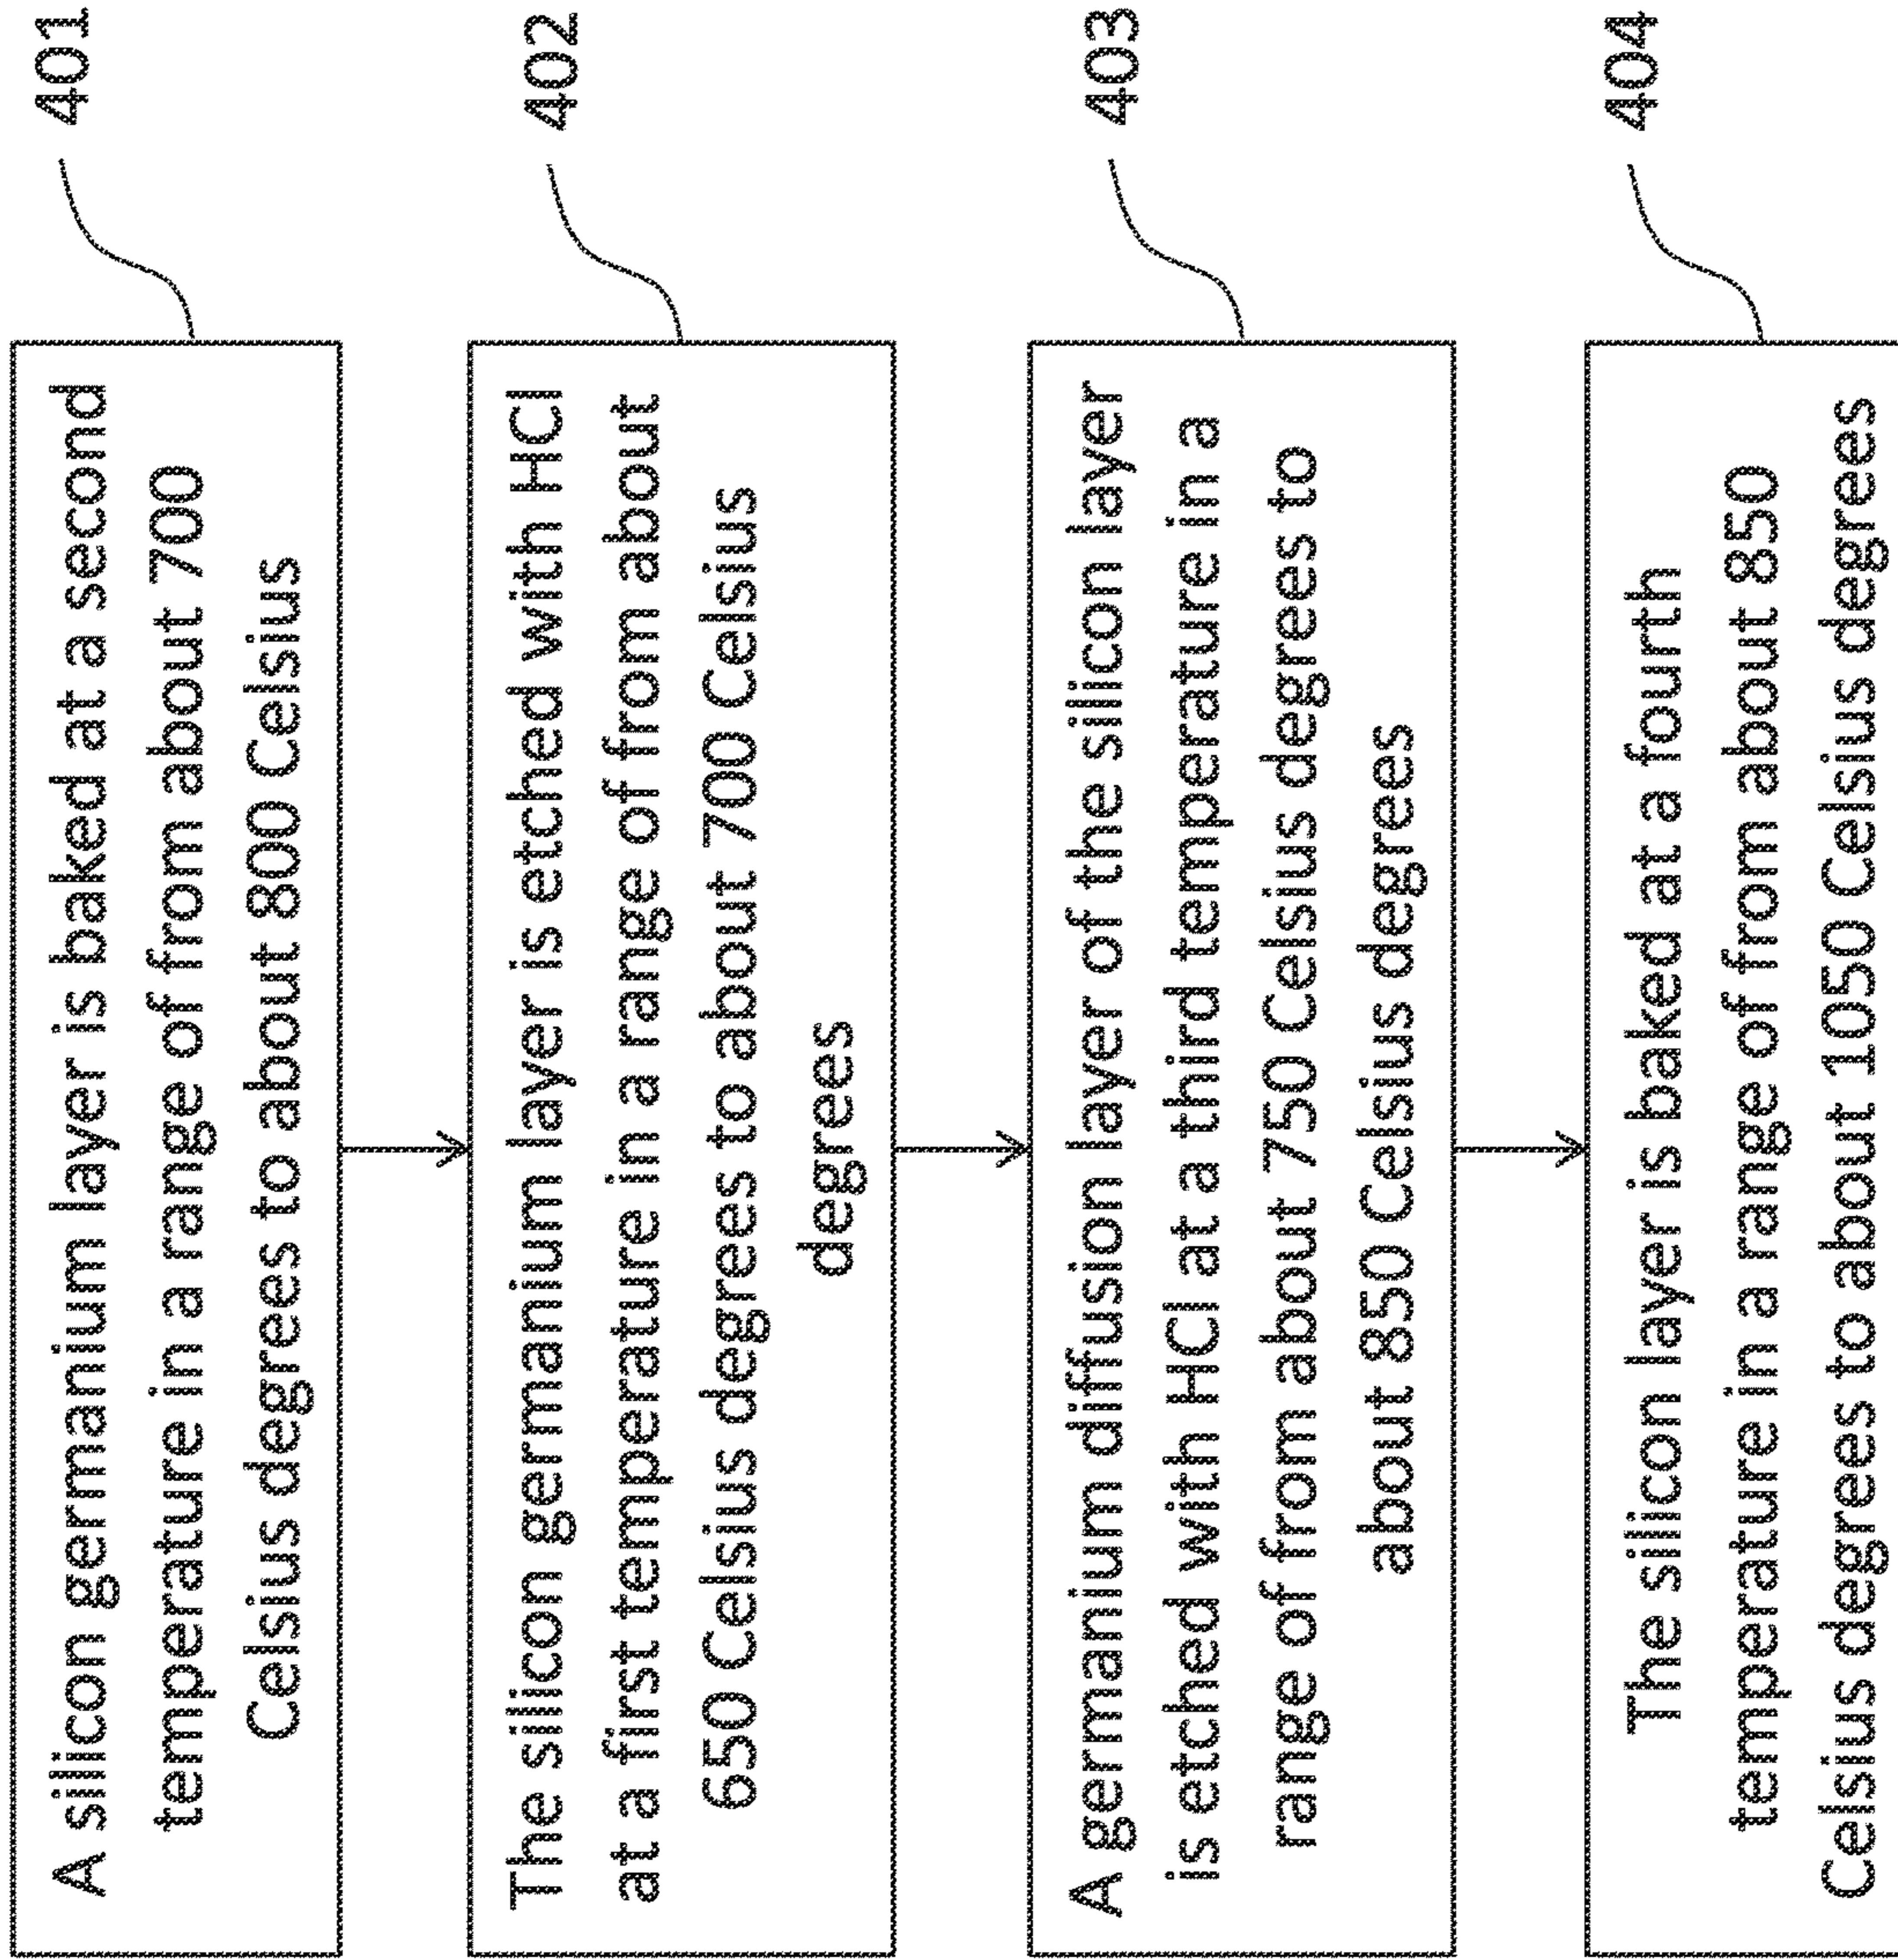 A silicon germanium layer is baked at a second
temperature in a range of from about 700
Celsius degrees to about 800 Celsius
401
The silicon germanium layer is etched with HCl
at a first temperature in a range of from about
650 Celsius degrees to about 700 Celsius
degrees
402
A germanium diffusion layer of the silicon layer
is etched with HCl at a third temperature in a
range of from about 750 Celsius degrees to
about 850 Celsius degrees
403
The silicon layer is baked at a fourth
temperature in a range of from about 850
Celsius degrees to about 1050 Celsius degrees
404